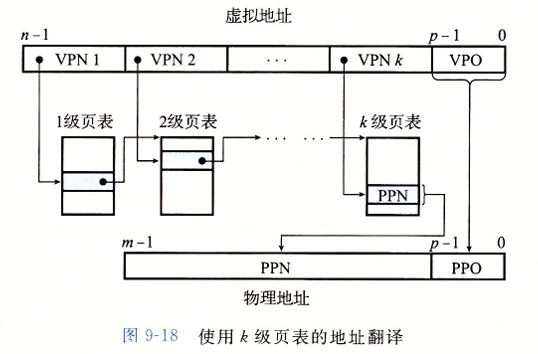 虚拟地址
n-1 p-1 0
VPN 1 VPN 2 ... VPN k VPO
1级页表 2级页表 k 级页表
... ...
PPN
m-1 p-1 0
PPN PPO
物理地址
图 9-18 使用 k 级页表的地址翻译